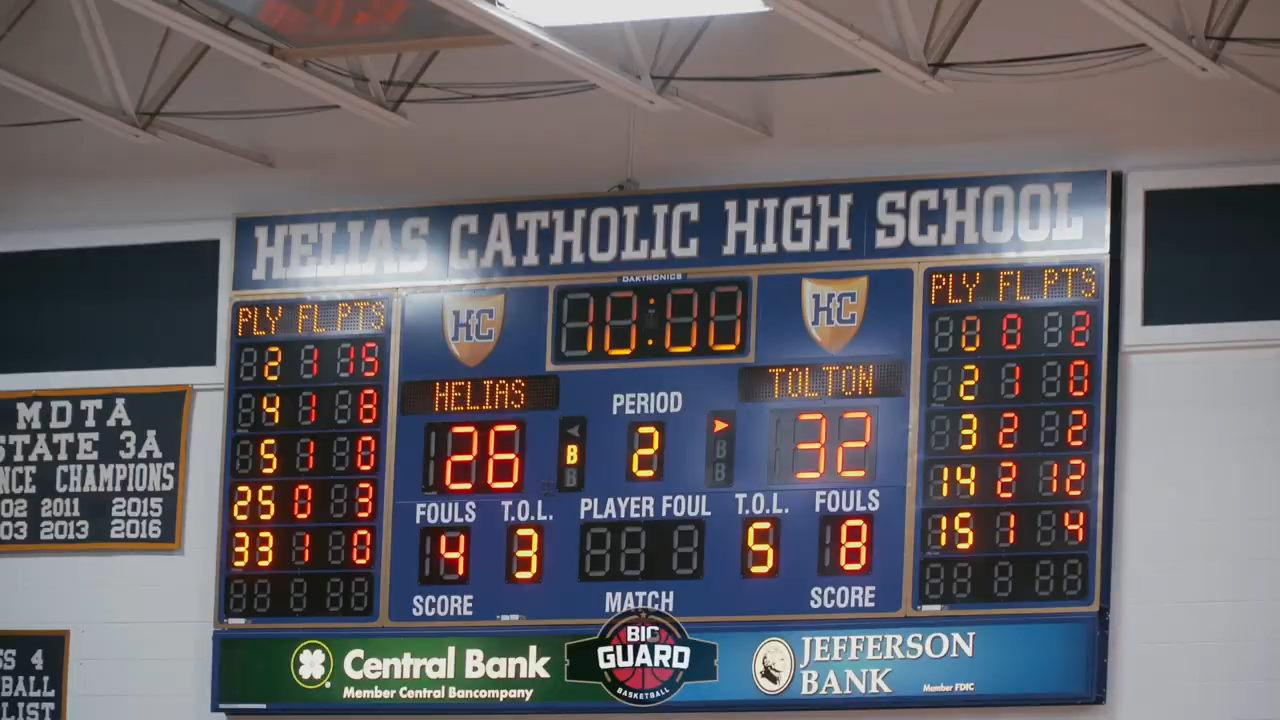 HELIAS CATHOLIC HIGH SCHOOL
DAKTRONICS
PLY FL PTS
2 1 15
4 1 8
5 1 0
25 0 3
33 1 0
HC
HC
HELIAS
TOLTON
PERIOD
26
B
B
2
B
B
32
FOULS
T.O.L.
PLAYER FOUL
T.O.L.
FOULS
4
3
5
8
SCORE
MATCH
SCORE
PLY FL PTS
0 0 2
2 1 8
3 2 2
14 2 12
15 1 4
Central Bank
Member Central Bancompany
BIG
GUARD
BASKETBALL
JEFFERSON
BANK
Member FDIC
MDTA
STATE 3A
CHAMPIONS
2011 2015
2013 2016
4